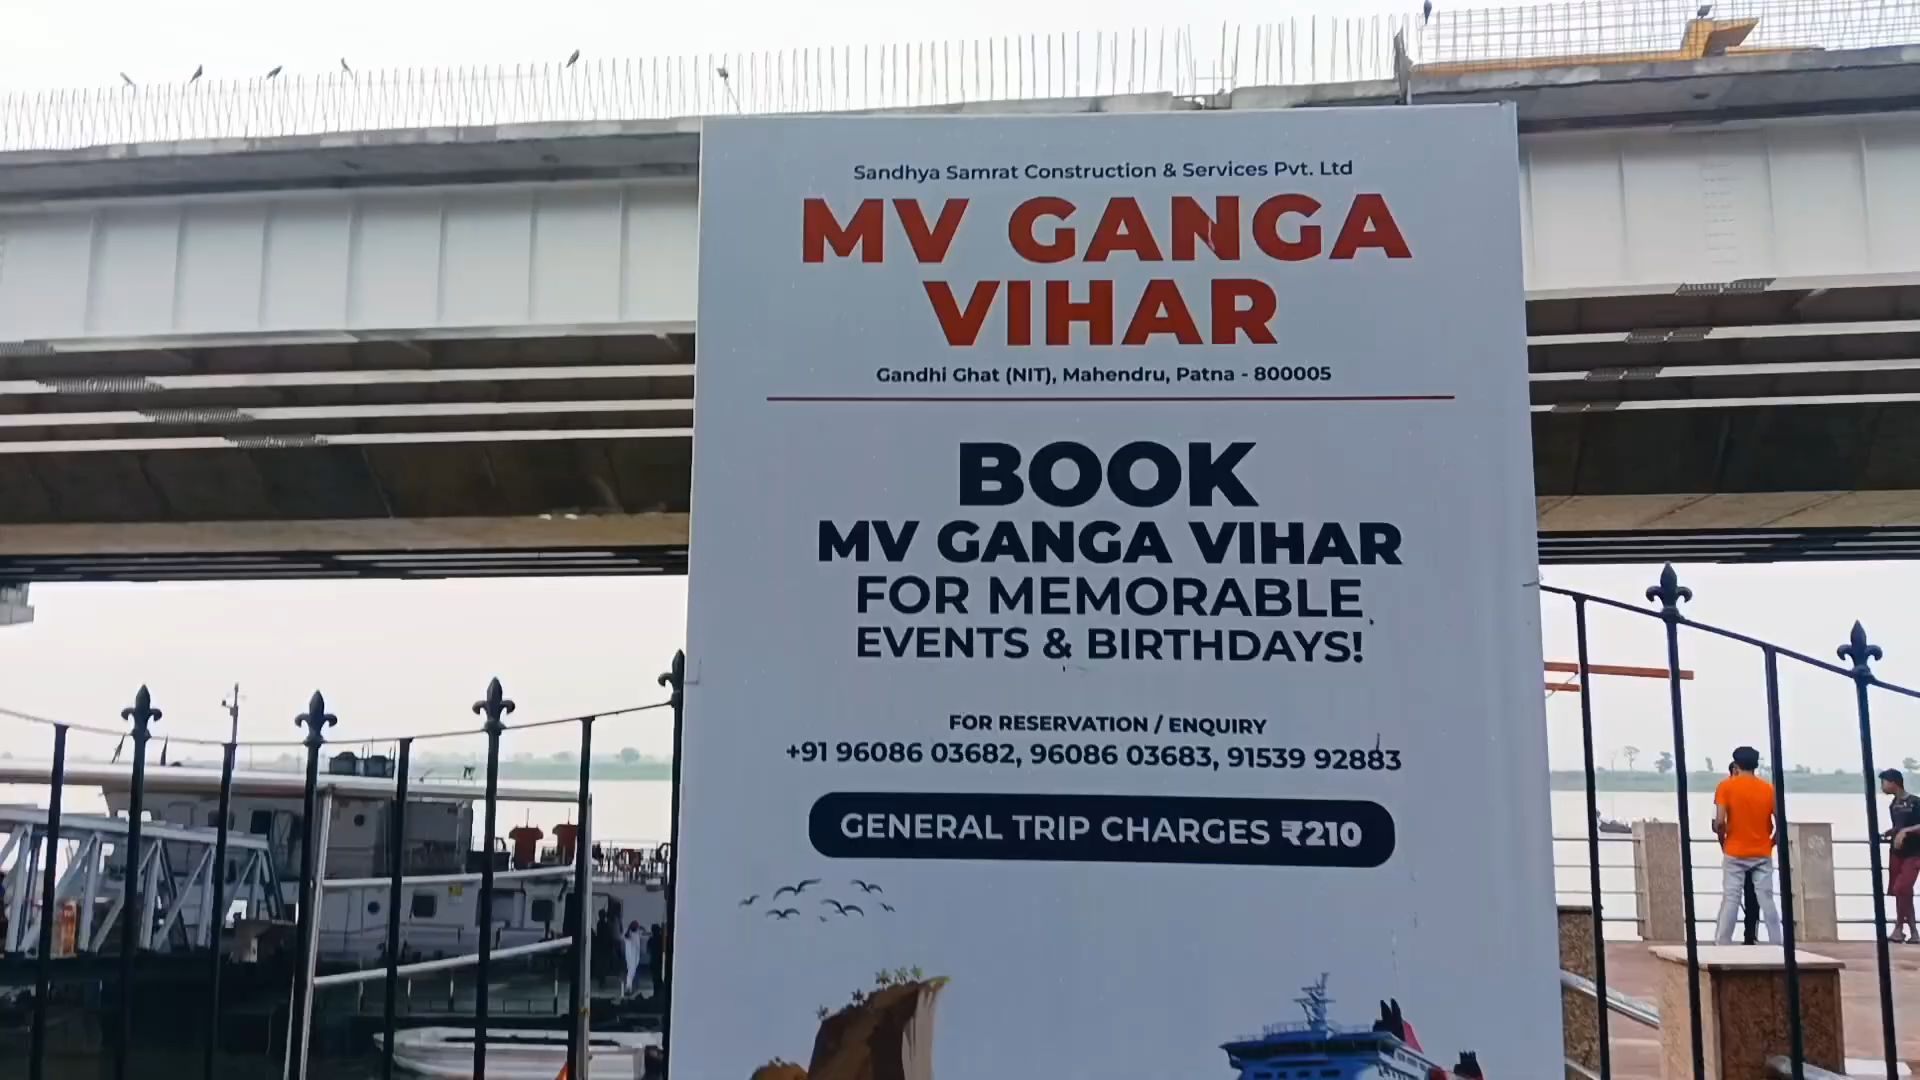 Sandhya Samrat Construction & Services Pvt. Ltd
MV GANGA
VIHAR
Gandhi Ghat (NIT), Mahendru, Patna - 800005
BOOK
MV GANGA VIHAR
FOR MEMORABLE
EVENTS & BIRTHDAYS!
FOR RESERVATION / ENQUIRY
+91 96086 03682, 96086 03683, 91539 92883
GENERAL TRIP CHARGES ₹210